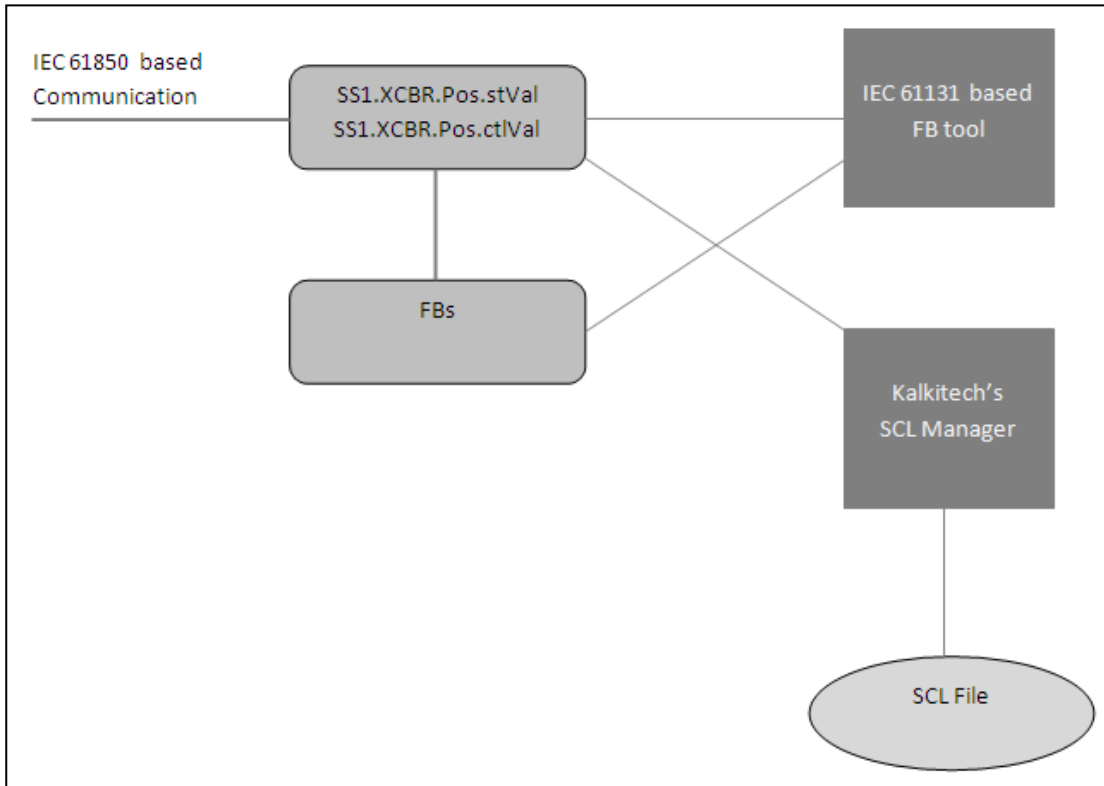 IEC 61850 based
Communication
SS1.XCBR.Pos.stVal
SS1.XCBR.Pos.ctlVal
IEC 61131 based
FB tool
FBs
Kalkitech's
SCL Manager
SCL File